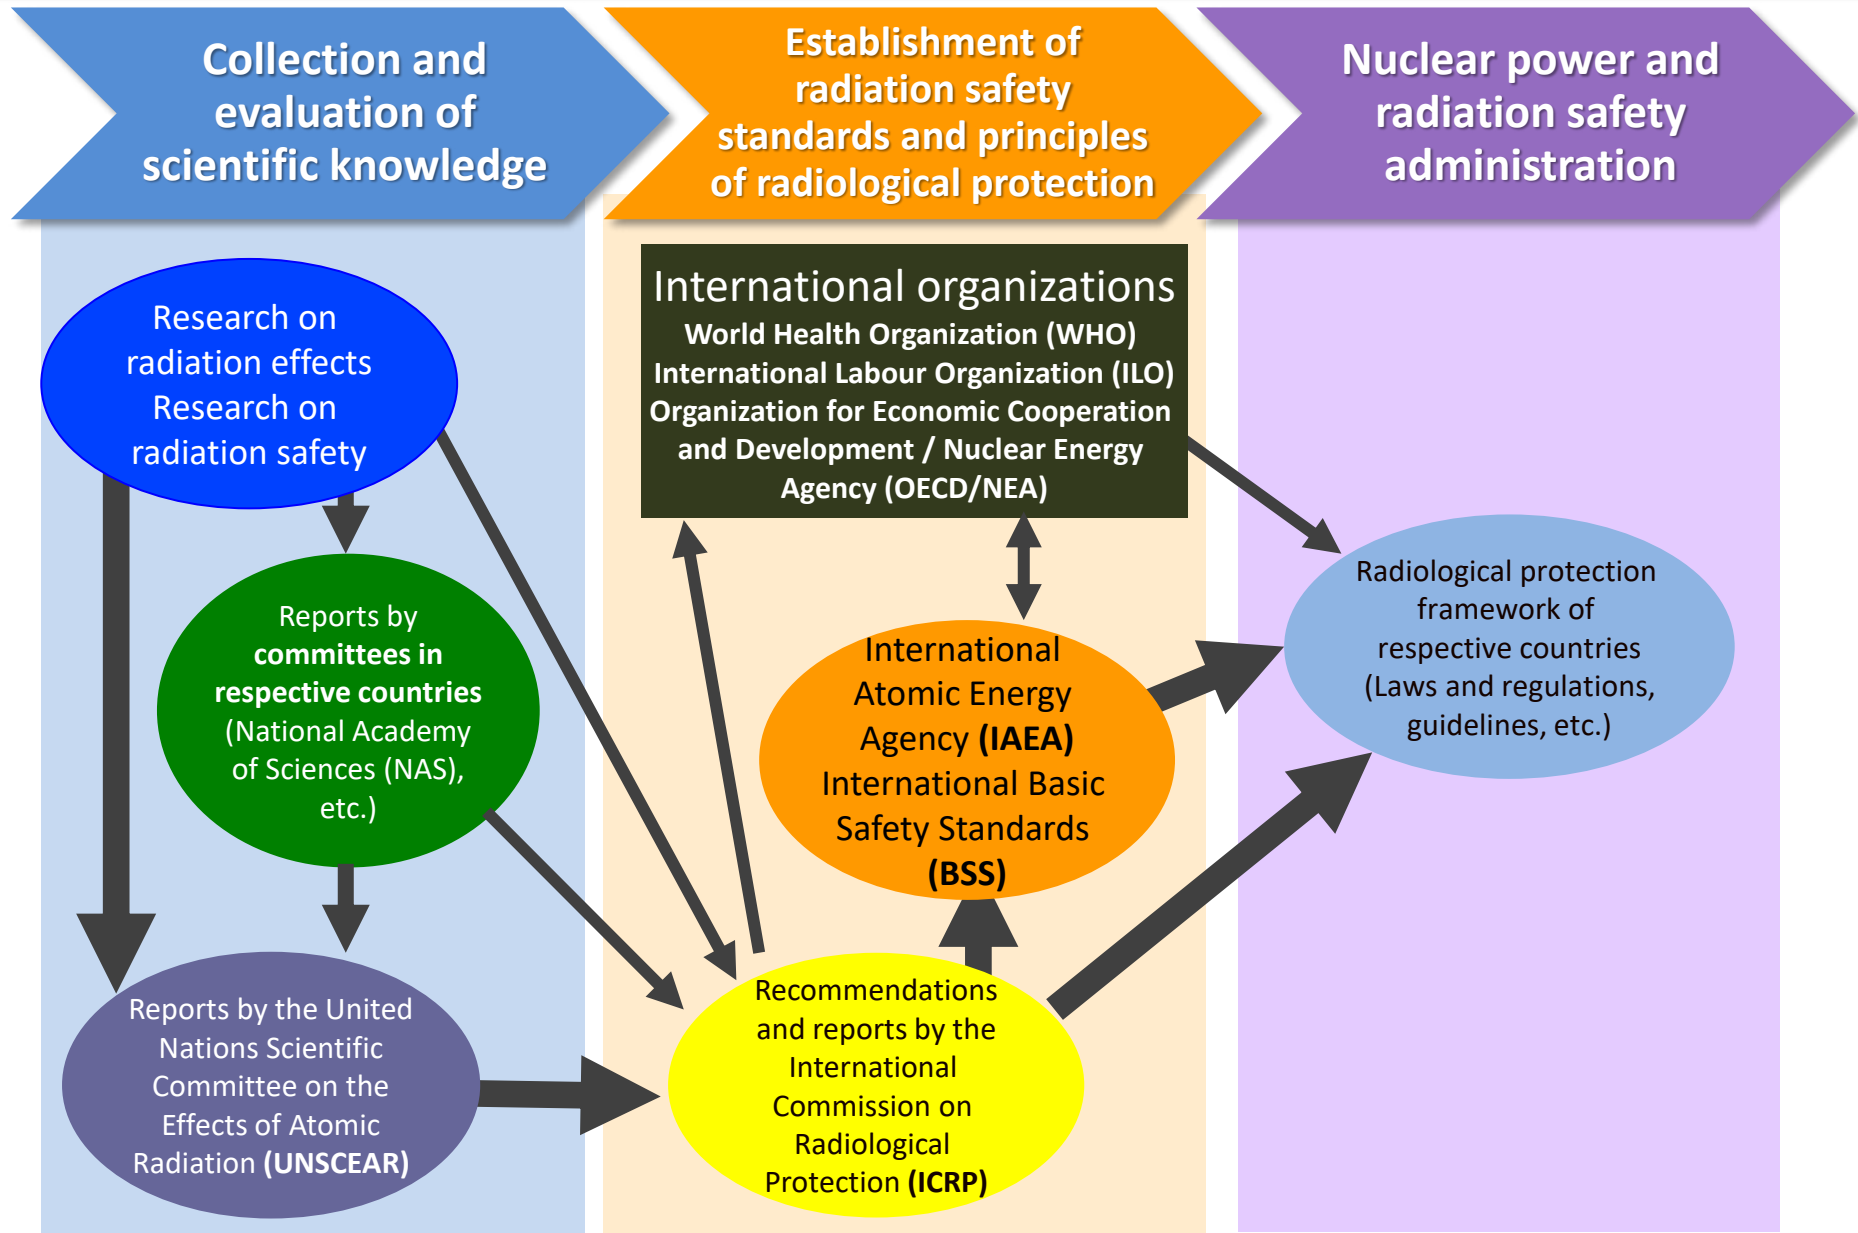 Collection and
evaluation of
scientific knowledge
Establishment of
radiation safety
standards and principles
of radiological protection
Nuclear power and
radiation safety
administration
Research on
radiation effects
Research on
radiation safety
Reports by
committees in
respective countries
(National Academy
of Sciences (NAS),
etc.)
Reports by the United
Nations Scientific
Committee on the
Effects of Atomic
Radiation (UNSCEAR)
International organizations
World Health Organization (WHO)
International Labour Organization (ILO)
Organization for Economic Cooperation
and Development / Nuclear Energy
Agency (OECD/NEA)
International
Atomic Energy
Agency (IAEA)
International Basic
Safety Standards
(BSS)
Recommendations
and reports by the
International
Commission on
Radiological
Protection (ICRP)
Radiological protection
framework of
respective countries
(Laws and regulations,
guidelines, etc.)